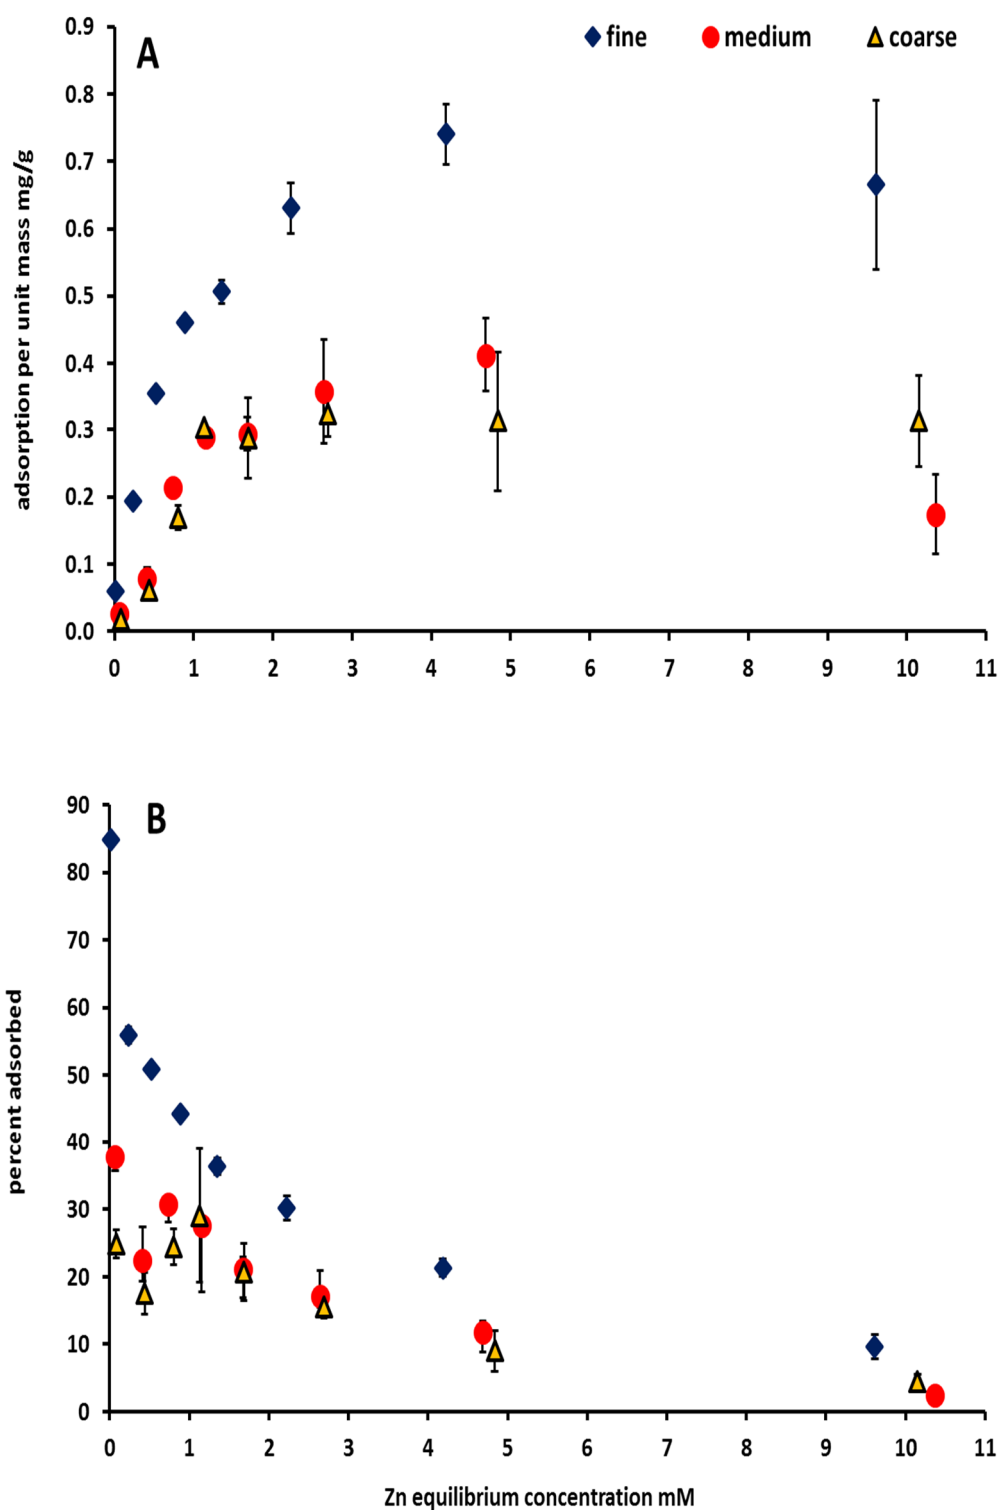 A
fine medium coarse
adsorption per unit mass mg/g
0.9
0.8
0.7
0.6
0.5
0.4
0.3
0.2
0.1
0.0
0 1 2 3 4 5 6 7 8 9 10 11
B
percent adsorbed
90
80
70
60
50
40
30
20
10
0
0 1 2 3 4 5 6 7 8 9 10 11
Zn equilibrium concentration mM